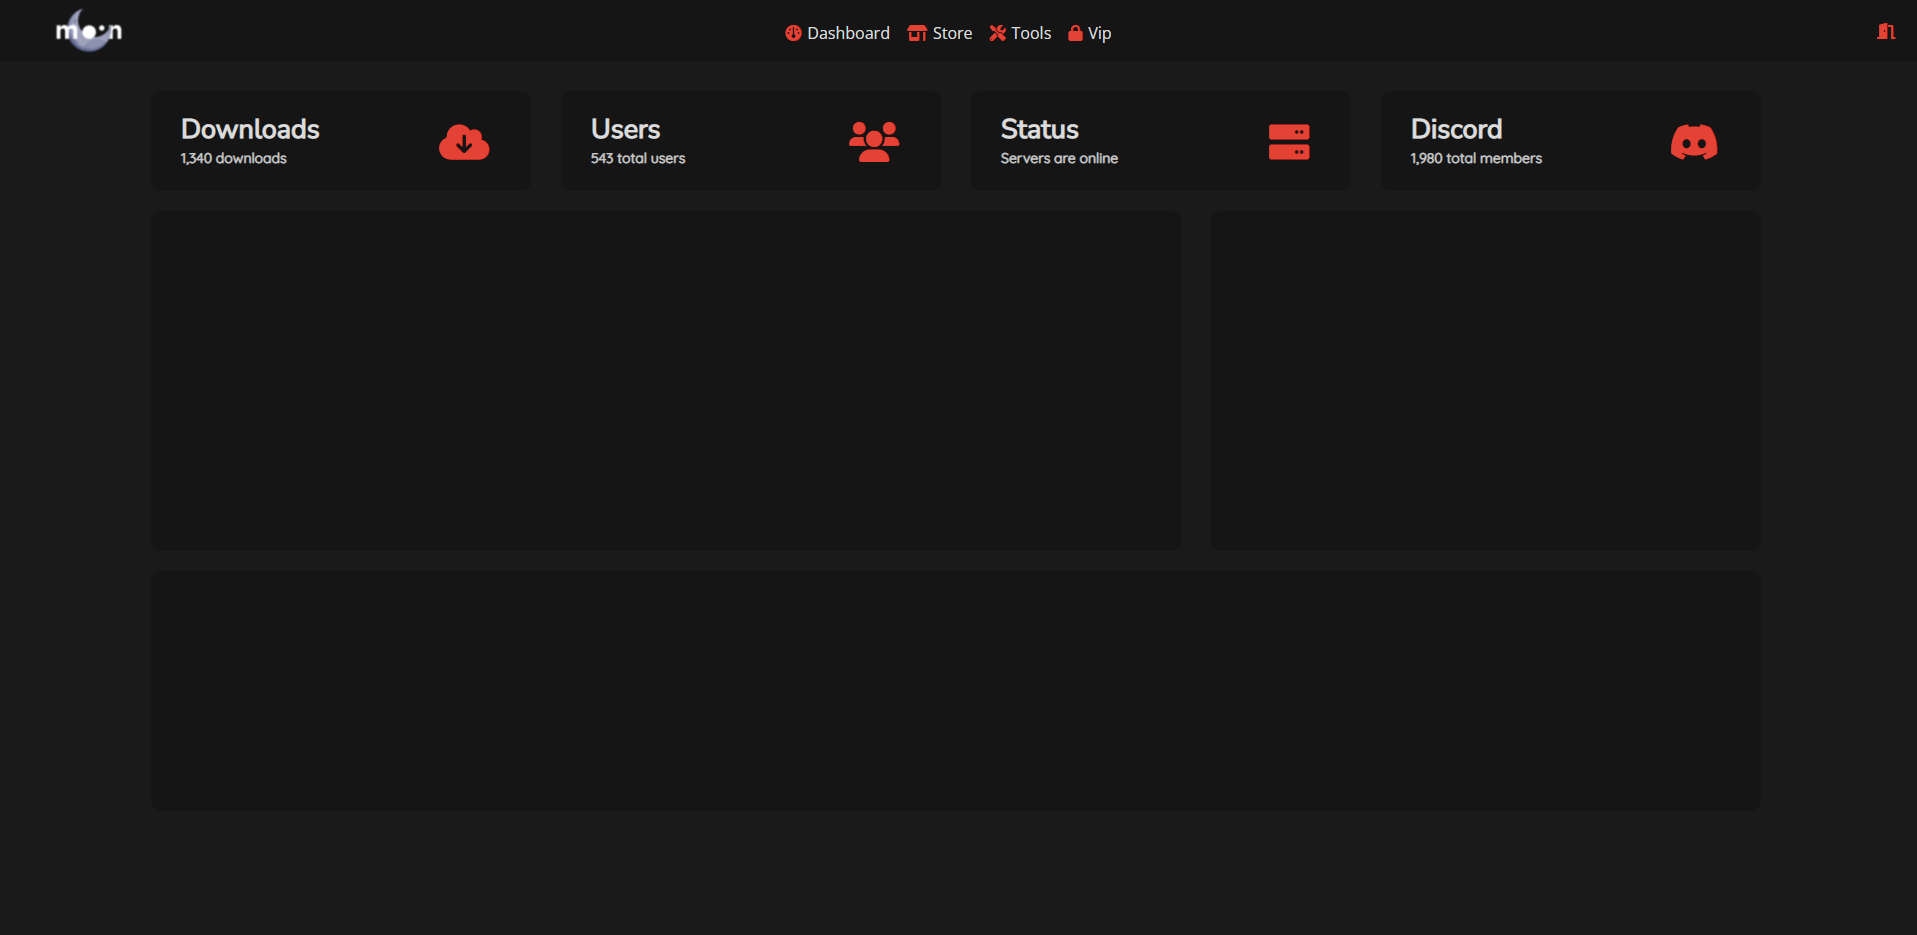 moon
Dashboard Store Tools Vip
Downloads
1,340 downloads
Users
543 total users
Status
Servers are online
Discord
1,980 total members